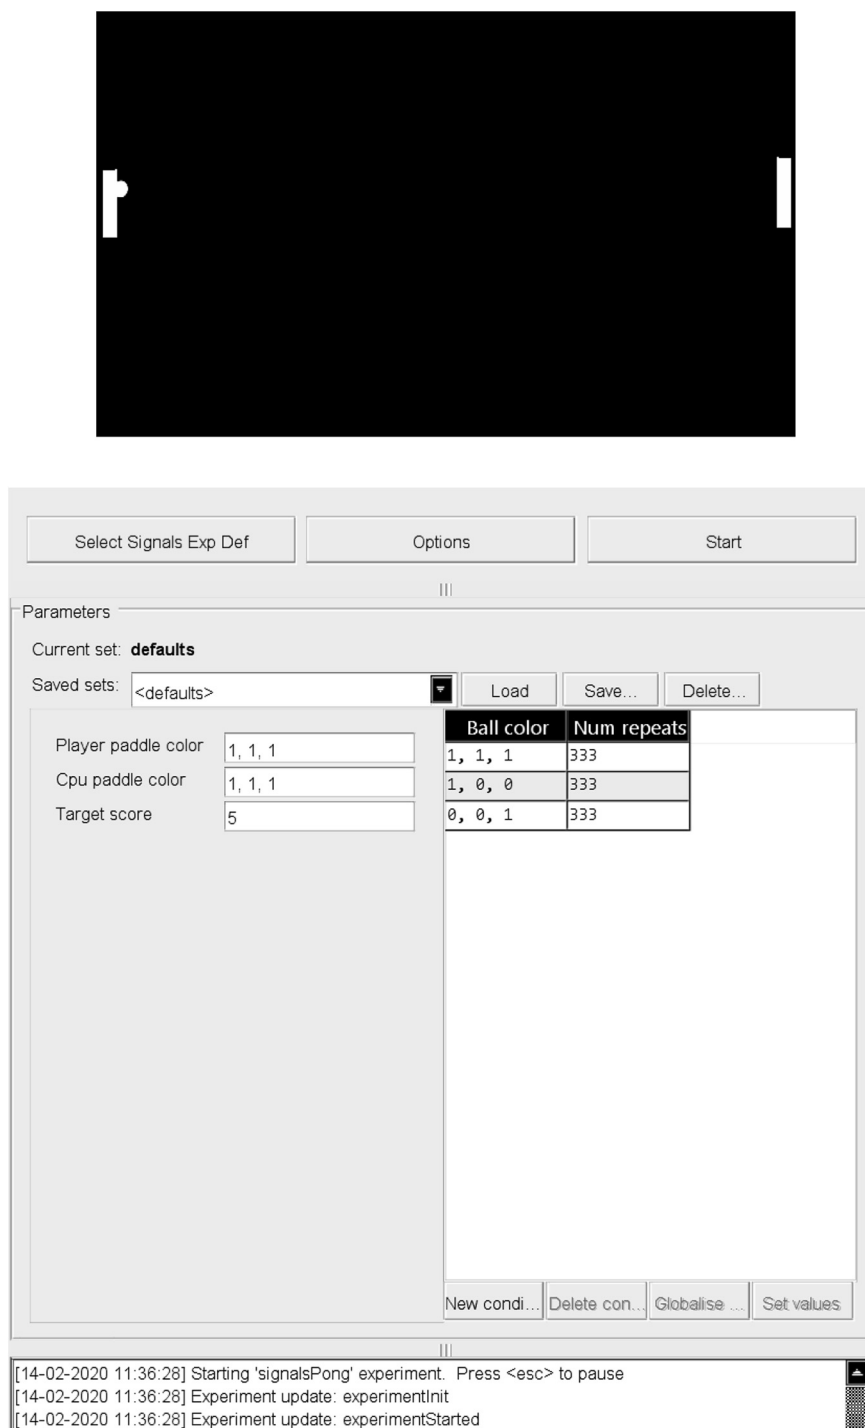 Select Signals Exp Def Options Start
Parameters
Current set: defaults
Saved sets: <defaults> Load Save... Delete...
Ball color Num repeats
Player paddle color 1, 1, 1 1, 1, 1 333
Cpu paddle color 1, 1, 1 1, 0, 0 333
Target score 5 0, 0, 1 333
New condi... Delete con... Globalise ... Set values
[14-02-2020 11:36:28] Starting 'signalsPong' experiment. Press <esc> to pause
[14-02-2020 11:36:28] Experiment update: experimentInit
[14-02-2020 11:36:28] Experiment update: experimentStarted